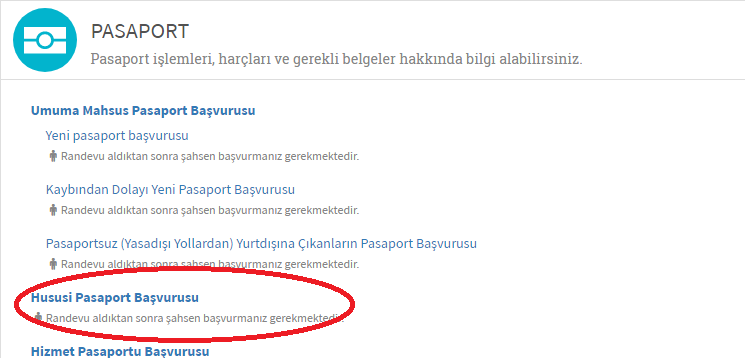 PASAPORT
Pasaport işlemleri, harçları ve gerekli belgeler hakkında bilgi alabilirsiniz.
Umuma Mahsus Pasaport Başvurusu
Yeni pasaport başvurusu
Randevu aldıktan sonra şahsen başvurmanız gerekmektedir.
Kaybından Dolayı Yeni Pasaport Başvurusu
Randevu aldıktan sonra şahsen başvurmanız gerekmektedir.
Pasaportsuz (Yasadışı Yollardan) Yurtdışına Çıkanların Pasaport Başvurusu
Randevu aldıktan sonra şahsen başvurmanız gerekmektedir.
Hususi Pasaport Başvurusu
Randevu aldıktan sonra şahsen başvurmanız gerekmektedir.
Hizmet Pasaportu Başvurusu